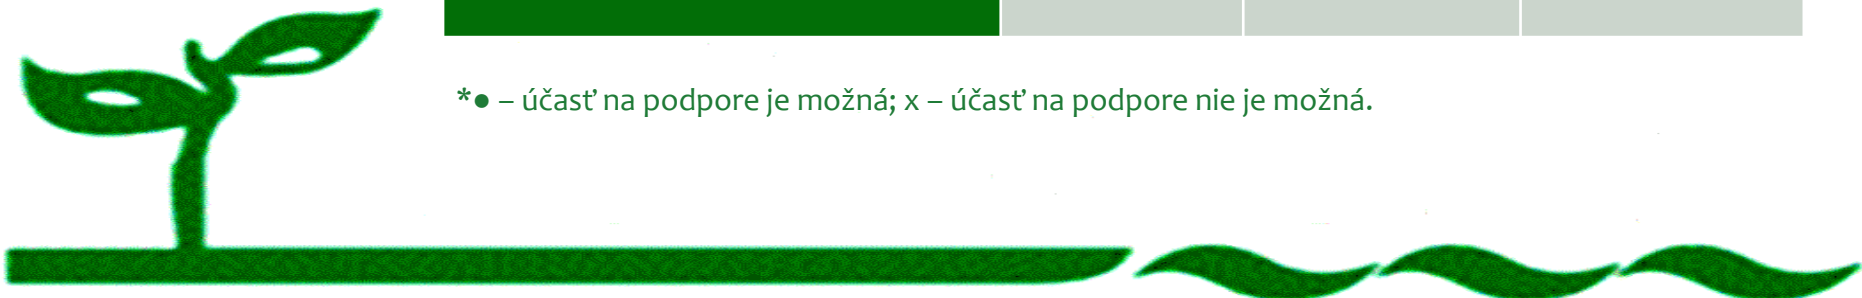 *● – účasť na podpore je možná; x – účasť na podpore nie je možná.